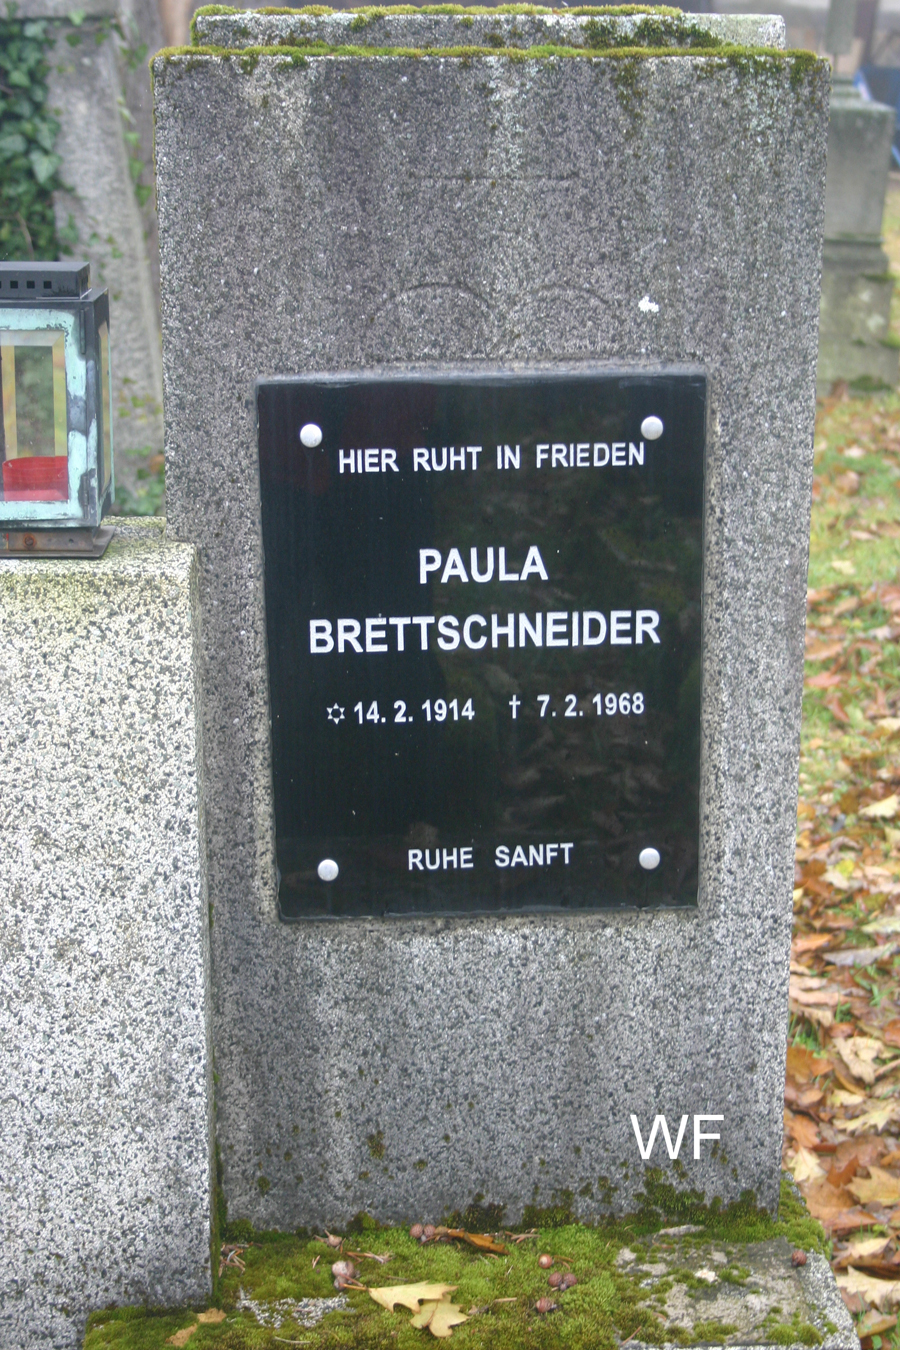 HIER RUHT IN FRIEDEN
PAULA
BRETTSCHNEIDER
✡ 14. 2. 1914 † 7. 2. 1968
RUHE SANFT
WF